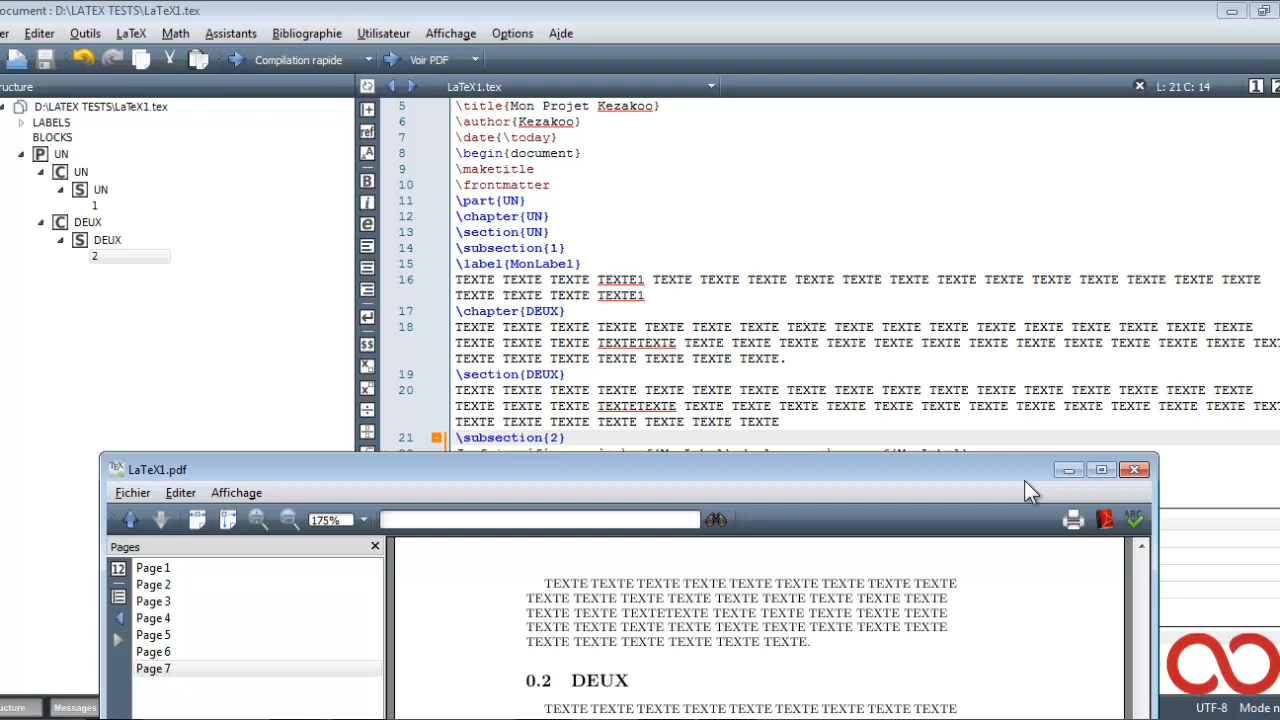 ocument : D:\LATEX TESTS\LaTeX1.tex
er Editer Outils LaTeX Math Assistants Bibliographie Utilisateur Affichage Options Aide
Compilation rapide Voir PDF
ructure
LaTeX1.tex
L: 21 C: 14
1
2
D:\LATEX TESTS\LaTeX1.tex
LABELS
BLOCKS
P UN
C UN
S UN
1
C DEUX
S DEUX
2
ref
B
i
e
$$
5 \title{Mon Projet Kezakoo}
6 \author{Kezakoo}
7 \date{\today}
8 \begin{document}
9 \maketitle
10 \frontmatter
11 \part{UN}
12 \chapter{UN}
13 \section{UN}
14 \subsection{1}
15 \label{MonLabel}
16 TEXTE TEXTE TEXTE TEXTE1 TEXTE TEXTE TEXTE TEXTE TEXTE TEXTE TEXTE TEXTE TEXTE TEXTE TEXTE TEXTE TEXTE
TEXTE TEXTE TEXTE TEXTE1
17 \chapter{DEUX}
18 TEXTE TEXTE TEXTE TEXTE TEXTE TEXTE TEXTE TEXTE TEXTE TEXTE TEXTE TEXTE TEXTE TEXTE TEXTE TEXTE TEXTE
TEXTE TEXTE TEXTE TEXTETEXTE TEXTE TEXTE TEXTE TEXTE TEXTE TEXTE TEXTE TEXTE TEXTE TEXTE TEXTE TEXTE TEX
TEXTE TEXTE TEXTE TEXTE TEXTE TEXTE TEXTE.
19 \section{DEUX}
20 TEXTE TEXTE TEXTE TEXTE TEXTE TEXTE TEXTE TEXTE TEXTE TEXTE TEXTE TEXTE TEXTE TEXTE TEXTE TEXTE TEXTE
TEXTE TEXTE TEXTE TEXTETEXTE TEXTE TEXTE TEXTE TEXTE TEXTE TEXTE TEXTE TEXTE TEXTE TEXTE TEXTE TEXTE TEX
TEXTE TEXTE TEXTE TEXTE TEXTE TEXTE TEXTE
21 \subsection{2}
LaTeX1.pdf
Fichier Editer Affichage
175%
ABC
Pages
12
Page 1
Page 2
Page 3
Page 4
Page 5
Page 6
Page 7
TEXTE TEXTE TEXTE TEXTE TEXTE TEXTE TEXTE TEXTE TEXTE
TEXTE TEXTE TEXTE TEXTE TEXTE TEXTE TEXTE TEXTE TEXTE
TEXTE TEXTE TEXTE TEXTETEXTE TEXTE TEXTE TEXTE TEXTE
TEXTE TEXTE TEXTE TEXTE TEXTE TEXTE TEXTE TEXTE TEXTE
TEXTE TEXTE TEXTE TEXTE TEXTE TEXTE.
0.2 DEUX
TEXTE TEXTE TEXTE TEXTE TEXTE TEXTE TEXTE TEXTE TEXTE
ucture Messages
UTF-8 Mode n